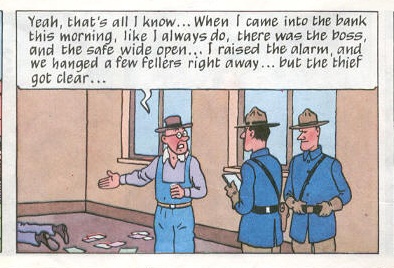 Yeah, that's all I know... When I came into the bank
this morning, like I always do, there was the boss,
and the safe wide open... I raised the alarm, and
we hanged a few fellers right away... but the thief
got clear...